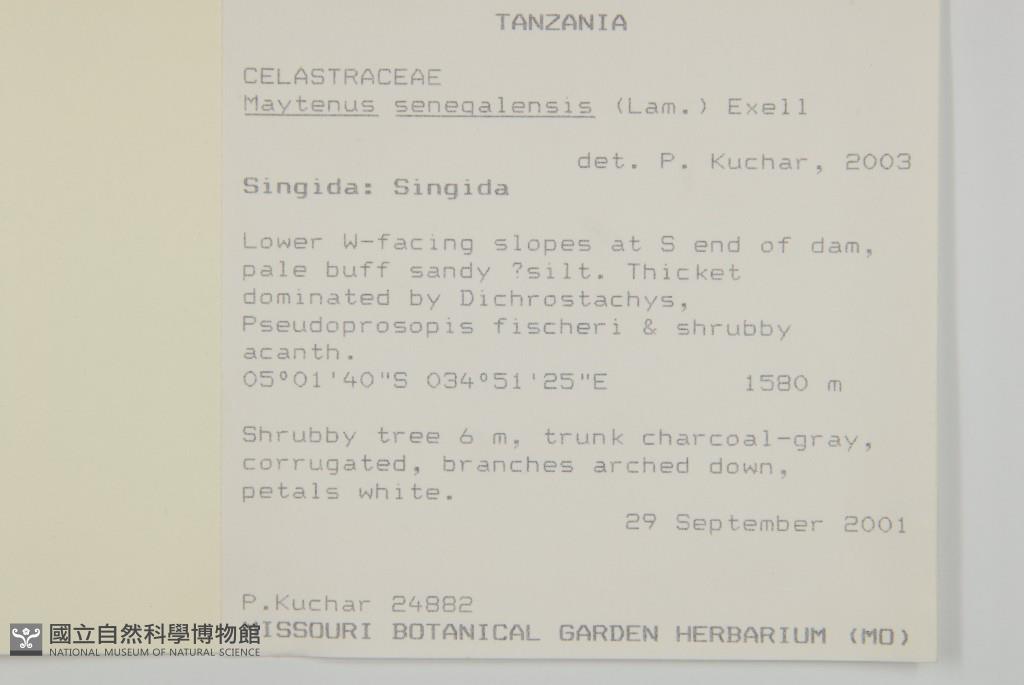 TANZANIA
CELASTRACEAE
Maytenus senegalensis (Lam.) Exell
det. P. Kuchar, 2003
Singida: Singida
Lower W-facing slopes at S end of dam,
pale buff sandy ?silt. Thicket
dominated by Dichrostachys,
Pseudoprosopis fischeri & shrubby
acanth.
05°01'40"S 034°51'25"E 1580 m
Shrubby tree 6 m, trunk charcoal-gray,
corrugated, branches arched down,
petals white.
29 September 2001
P.Kuchar 24882
MISSOURI BOTANICAL GARDEN HERBARIUM (MO)
國立自然科學博物館
NATIONAL MUSEUM OF NATURAL SCIENCE